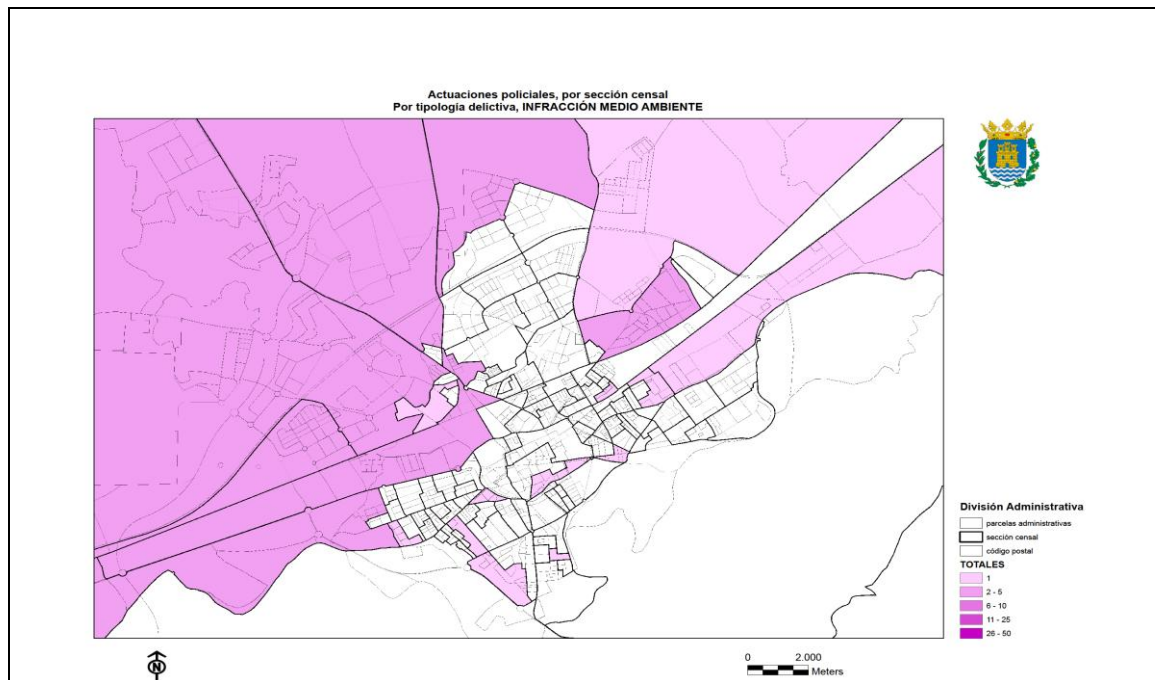 Actuaciones policiales, por sección censal
Por tipología delictiva, INFRACCIÓN MEDIO AMBIENTE
División Administrativa
parcelas administrativas
sección censal
código postal
TOTALES
1
2 - 5
6 - 10
11 - 25
26 - 50
N
0 2.000
Meters